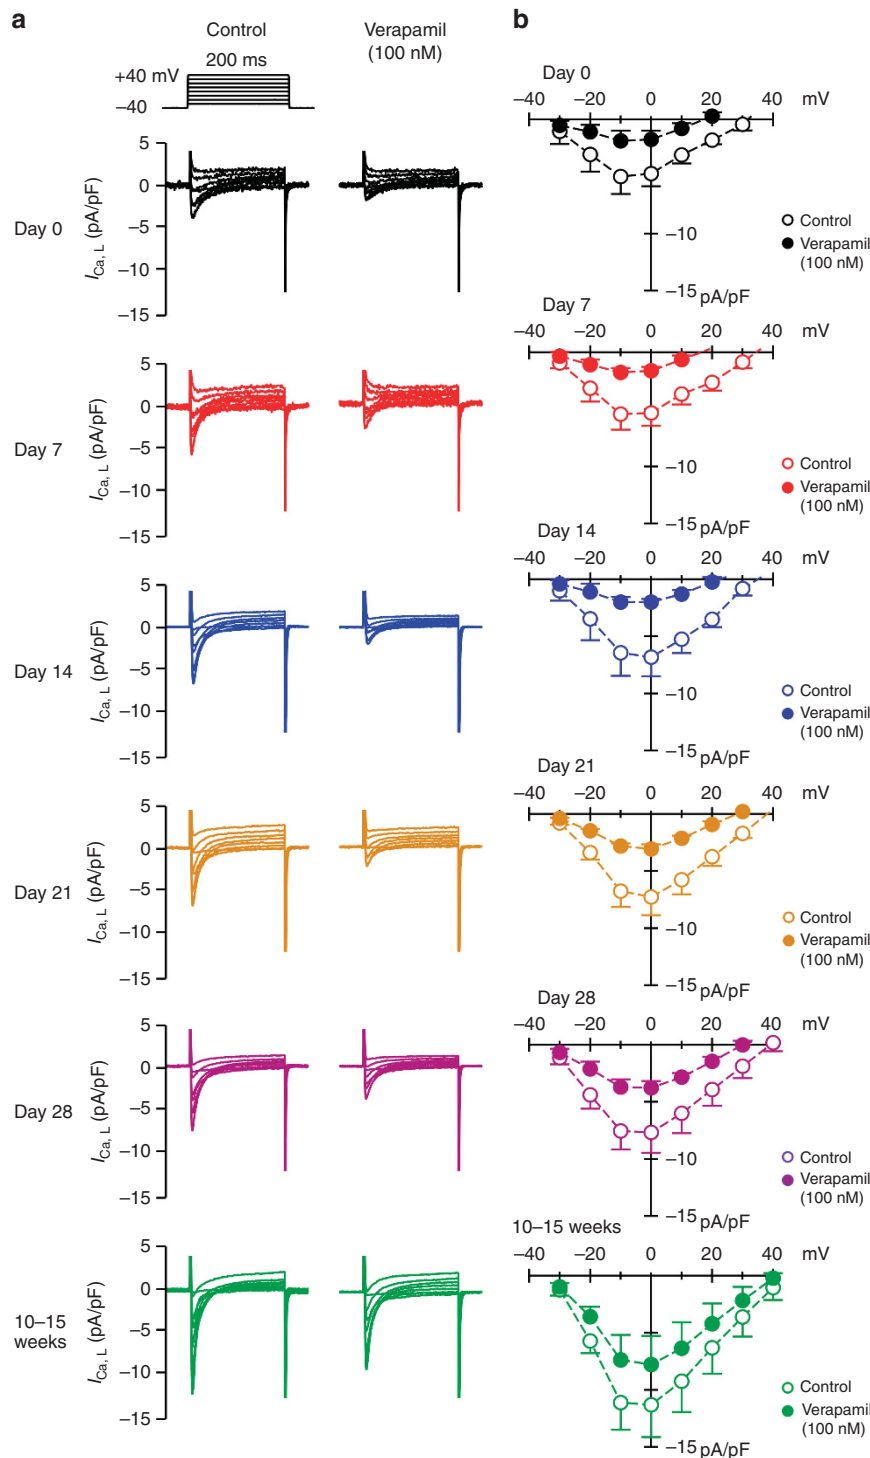 a
Control
Verapamil
(100 nM)
200 ms
+40 mV
−40
5
0
−5
−10
−15
I Ca, L (pA/pF)
Day 0
5
0
−5
−10
−15
I Ca, L (pA/pF)
Day 7
5
0
−5
−10
−15
I Ca, L (pA/pF)
Day 14
5
0
−5
−10
−15
I Ca, L (pA/pF)
Day 21
5
0
−5
−10
−15
I Ca, L (pA/pF)
Day 28
5
0
−5
−10
−15
I Ca, L (pA/pF)
10–15
weeks
b
Day 0
−40 −20 0 20 40 mV
−10
−15 pA/pF
Control
Verapamil
(100 nM)
Day 7
−40 −20 0 20 40 mV
−10
−15 pA/pF
Control
Verapamil
(100 nM)
Day 14
−40 −20 0 20 40 mV
−10
−15 pA/pF
Control
Verapamil
(100 nM)
Day 21
−40 −20 0 20 40 mV
−10
−15 pA/pF
Control
Verapamil
(100 nM)
Day 28
−40 −20 0 20 40 mV
−10
−15 pA/pF
Control
Verapamil
(100 nM)
10–15 weeks
−40 −20 0 20 40 mV
−15 pA/pF
Control
Verapamil
(100 nM)